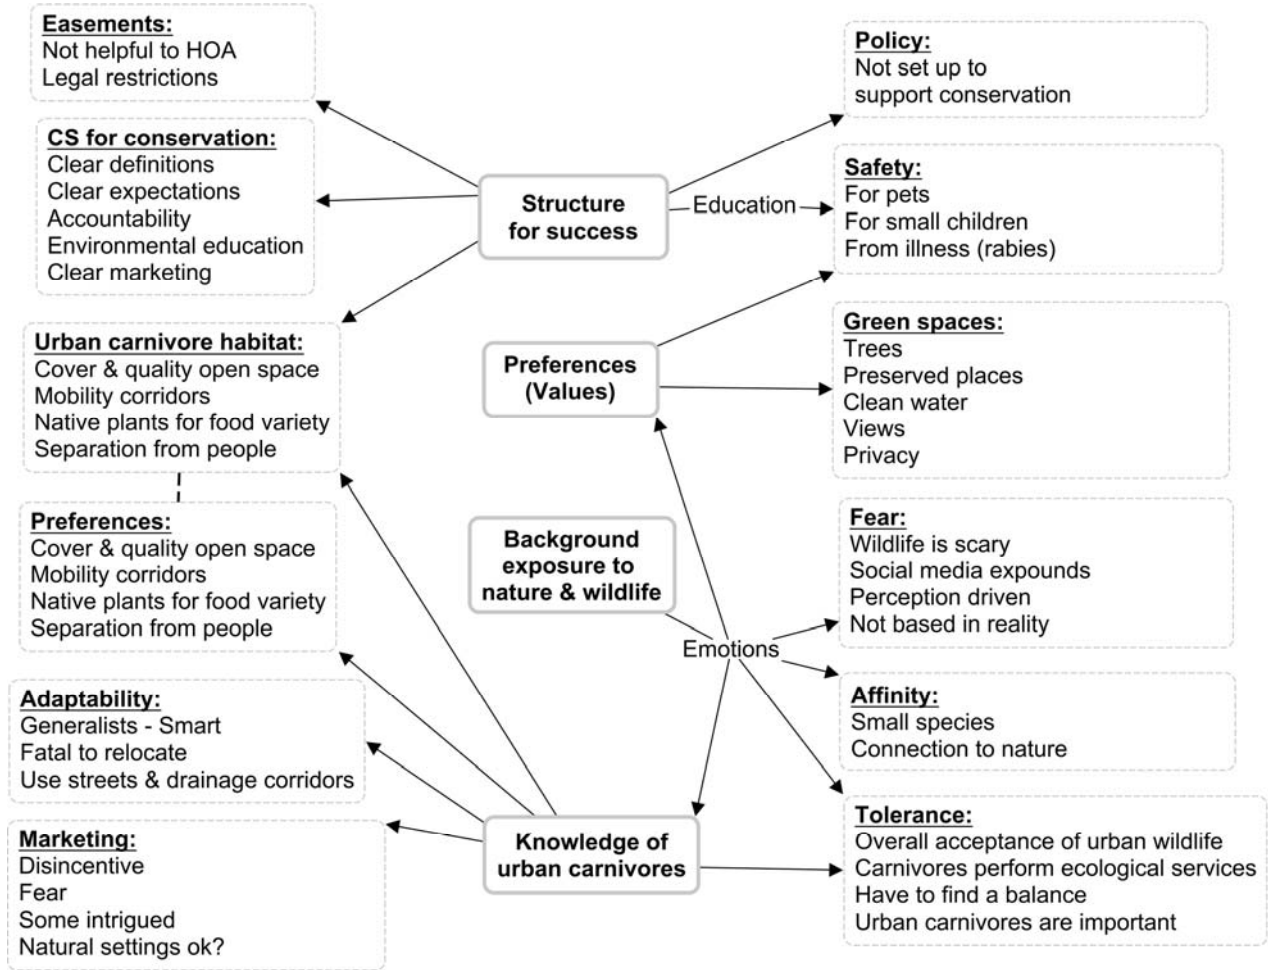 Easements:
Not helpful to HOA
Legal restrictions
CS for conservation:
Clear definitions
Clear expectations
Accountability
Environmental education
Clear marketing
Urban carnivore habitat:
Cover & quality open space
Mobility corridors
Native plants for food variety
Separation from people
Preferences:
Cover & quality open space
Mobility corridors
Native plants for food variety
Separation from people
Adaptability:
Generalists - Smart
Fatal to relocate
Use streets & drainage corridors
Marketing:
Disincentive
Fear
Some intrigued
Natural settings ok?
Structure
for success
Education
Preferences
(Values)
Background
exposure to
nature & wildlife
Emotions
Knowledge of
urban carnivores
Policy:
Not set up to
support conservation
Safety:
For pets
For small children
From illness (rabies)
Green spaces:
Trees
Preserved places
Clean water
Views
Privacy
Fear:
Wildlife is scary
Social media expounds
Perception driven
Not based in reality
Affinity:
Small species
Connection to nature
Tolerance:
Overall acceptance of urban wildlife
Carnivores perform ecological services
Have to find a balance
Urban carnivores are important